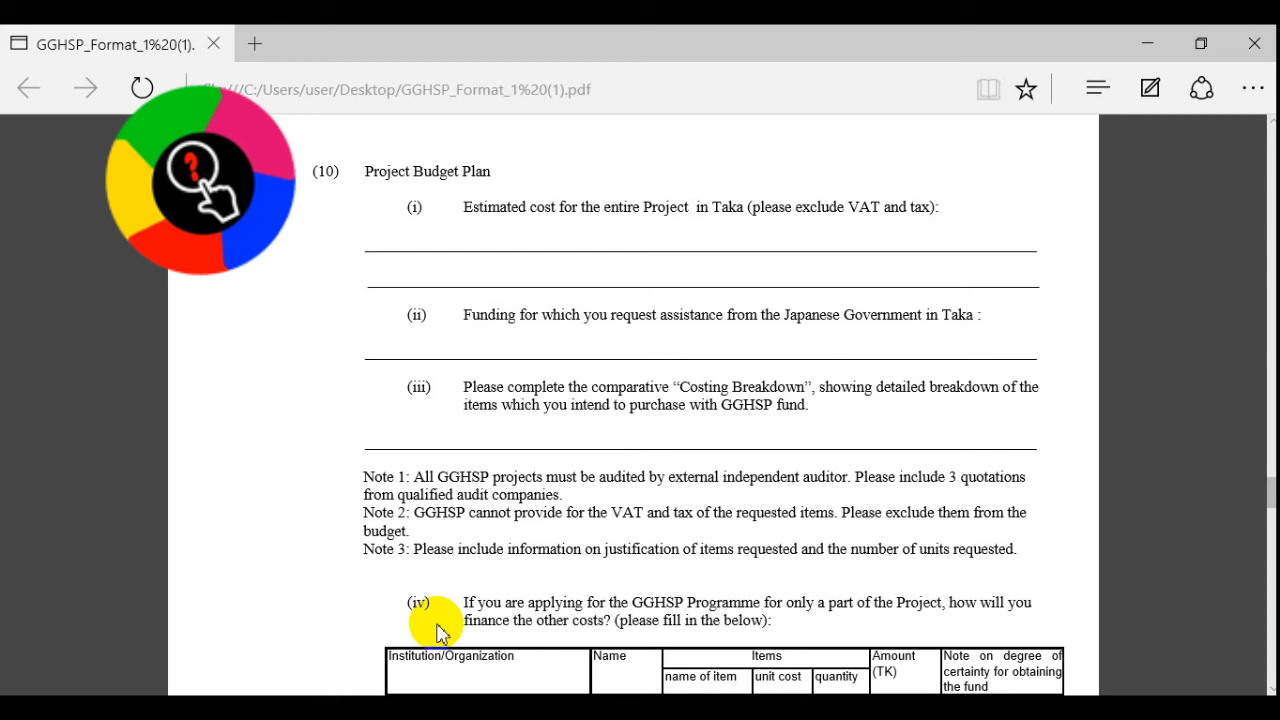 GGHSP_Format_1%20(1).
///C:/Users/user/Desktop/GGHSP_Format_1%20(1).pdf
?
(10) Project Budget Plan
(i) Estimated cost for the entire Project in Taka (please exclude VAT and tax):
(ii) Funding for which you request assistance from the Japanese Government in Taka :
(iii) Please complete the comparative “Costing Breakdown”, showing detailed breakdown of the
items which you intend to purchase with GGHSP fund.
Note 1: All GGHSP projects must be audited by external independent auditor. Please include 3 quotations
from qualified audit companies.
Note 2: GGHSP cannot provide for the VAT and tax of the requested items. Please exclude them from the
budget.
Note 3: Please include information on justification of items requested and the number of units requested.
(iv) If you are applying for the GGHSP Programme for only a part of the Project, how will you
finance the other costs? (please fill in the below):
Institution/Organization Name Items Amount Note on degree of
name of item unit cost quantity (TK) certainty for obtaining
the fund